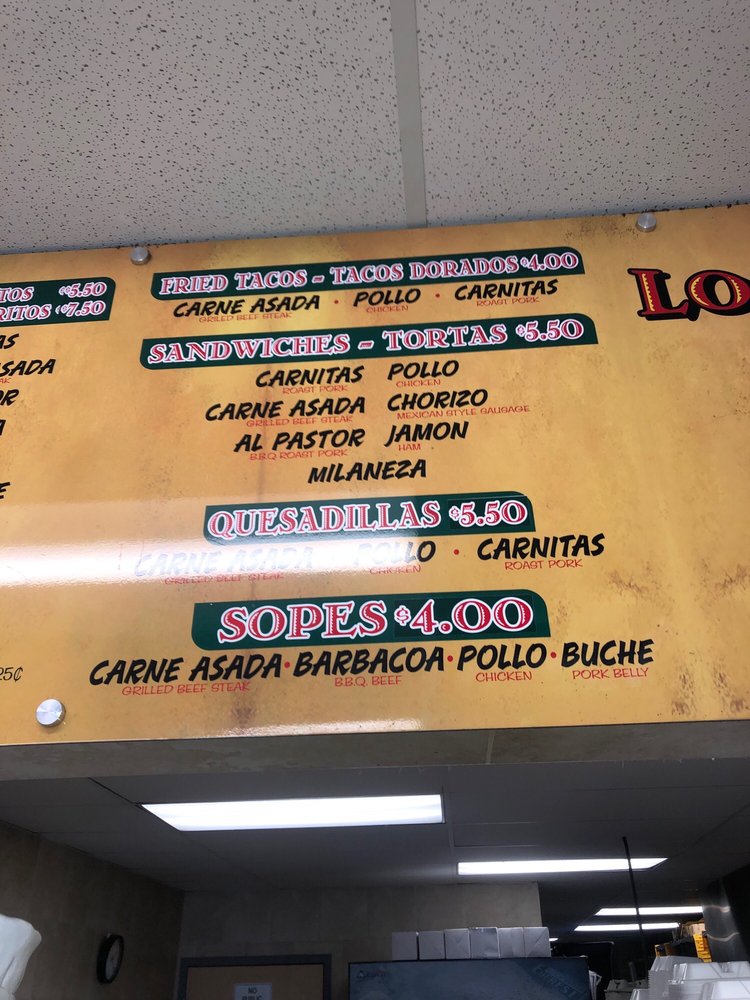 TOS $5.50
RITOS $7.50
AS
SADA
AK
OR
A
E
25¢
FRIED TACOS - TACOS DORADOS $4.00
CARNE ASADA • POLLO • CARNITAS
GRILLED BEEF STEAK CHICKEN ROAST PORK
SANDWICHES - TORTAS $5.50
CARNITAS POLLO
ROAST PORK CHICKEN
CARNE ASADA CHORIZO
GRILLED BEEF STEAK MEXICAN STYLE SAUSAGE
AL PASTOR JAMON
B.B.Q. ROAST PORK HAM
MILANEZA
QUESADILLAS $5.50
CARNE ASADA POLLO • CARNITAS
GRILLED BEEF STEAK CHICKEN ROAST PORK
SOPES $4.00
CARNE ASADA • BARBACOA • POLLO • BUCHE
GRILLED BEEF STEAK B.B.Q. BEEF CHICKEN PORK BELLY
LO
NO
PUBLIC